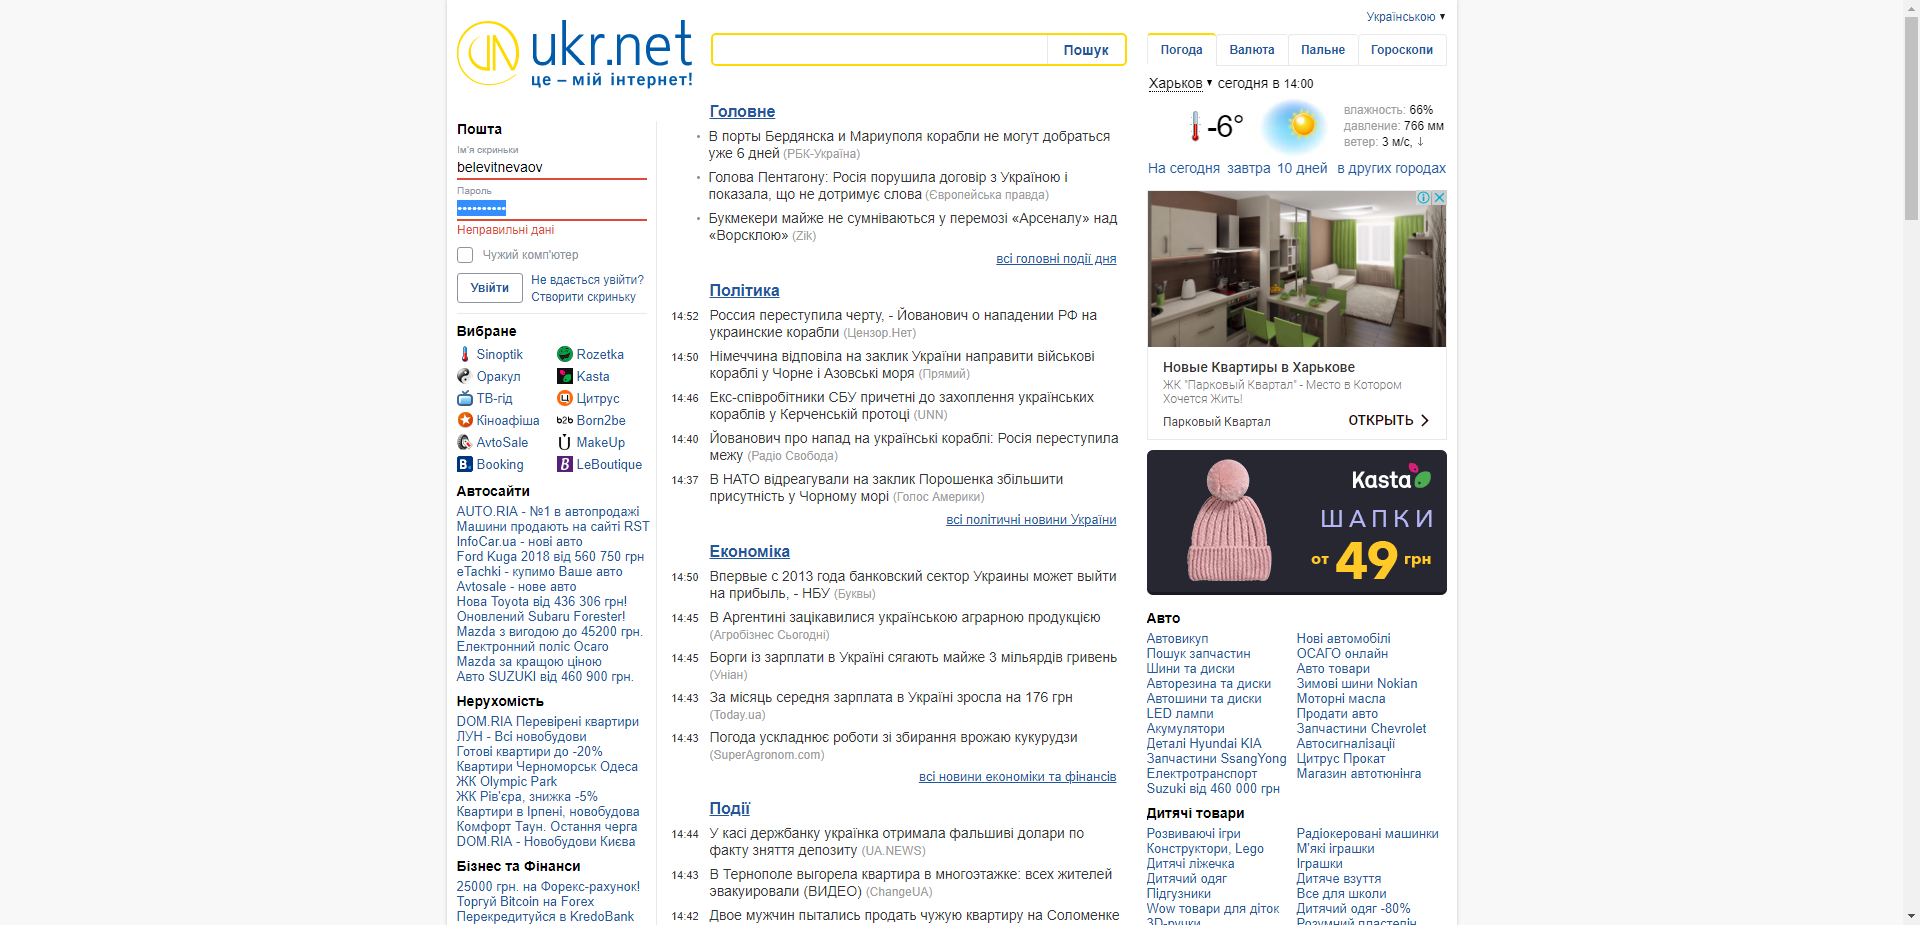 Українською ▼
ukr.net
це – мій інтернет!
Пошук
Погода
Валюта
Пальне
Гороскопи
Харьков ▼ сегодня в 14:00
-6°
влажность: 66%
давление: 766 мм
ветер: 3 м/с, ↓
На сегодня завтра 10 дней в других городах
Пошта
Ім'я скриньки
belevitnevaov
Пароль
••••••••••
Неправильні дані
Чужий комп'ютер
Увійти
Не вдається увійти?
Створити скриньку
Вибране
Sinoptik
Rozetka
Оракул
Kasta
ТВ-гід
Цитрус
Кіноафіша
b2b Born2be
AvtoSale
MakeUp
B. Booking
B LeBoutique
Автосайти
AUTO.RIA - №1 в автопродажі
Машини продають на сайті RST
InfoCar.ua - нові авто
Ford Kuga 2018 від 560 750 грн
eTachki - купимо Ваше авто
Avtosale - нове авто
Нова Toyota від 436 306 грн!
Оновлений Subaru Forester!
Mazda з вигодою до 45200 грн.
Електронний поліс Осаго
Mazda за кращою ціною
Авто SUZUKI від 460 900 грн.
Нерухомість
DOM.RIA Перевірені квартири
ЛУН - Всі новобудови
Готові квартири до -20%
Квартири Черноморськ Одеса
ЖК Olympic Park
ЖК Рів'єра, знижка -5%
Квартири в Ірпені, новобудова
Комфорт Таун. Остання черга
DOM.RIA - Новобудови Києва
Бізнес та Фінанси
25000 грн. на Форекс-рахунок!
Торгуй Bitcoin на Forex
Перекредитуйся в KredoBank
Головне
В порты Бердянска и Мариуполя корабли не могут добраться
уже 6 дней (РБК-Україна)
Голова Пентагону: Росія порушила договір з Україною і
показала, що не дотримує слова (Європейська правда)
Букмекери майже не сумніваються у перемозі «Арсеналу» над
«Ворсклою» (Zik)
всі головні події дня
Політика
14:52 Россия переступила черту, - Йованович о нападении РФ на
украинские корабли (Цензор.Нет)
14:50 Німеччина відповіла на заклик України направити військові
кораблі у Чорне і Азовські моря (Прямий)
14:46 Екс-співробітники СБУ причетні до захоплення українських
кораблів у Керченській протоці (UNN)
14:40 Йованович про напад на українські кораблі: Росія переступила
межу (Радіо Свобода)
14:37 В НАТО відреагували на заклик Порошенка збільшити
присутність у Чорному морі (Голос Америки)
всі політичні новини України
Економіка
14:50 Впервые с 2013 года банковский сектор Украины может выйти
на прибыль, - НБУ (Буквы)
14:45 В Аргентині зацікавилися українською аграрною продукцією
(Агробізнес Сьогодні)
14:45 Борги із зарплати в Україні сягають майже 3 мільярдів гривень
(Уніан)
14:43 За місяць середня зарплата в Україні зросла на 176 грн
(Today.ua)
14:43 Погода ускладнює роботи зі збирання врожаю кукурудзи
(SuperAgronom.com)
всі новини економіки та фінансів
Події
14:44 У касі держбанку українка отримала фальшиві долари по
факту зняття депозиту (UA.NEWS)
14:43 В Тернополе выгорела квартира в многоэтажке: всех жителей
эвакуировали (ВИДЕО) (ChangeUA)
14:42 Двое мужчин пытались продать чужую квартиру на Соломенке
Новые Квартиры в Харькове
ЖК "Парковый Квартал" - Место в Котором
Хочется Жить!
Парковый Квартал
ОТКРЫТЬ
Kasta
ШАПКИ
от 49 грн
Авто
Автовикуп
Пошук запчастин
Шини та диски
Авторезина та диски
Автошини та диски
LED лампи
Акумулятори
Деталі Hyundai KIA
Запчастини SsangYong
Електротранспорт
Suzuki від 460 000 грн
Нові автомобілі
ОСАГО онлайн
Авто товари
Зимові шини Nokian
Моторні масла
Продати авто
Запчастини Chevrolet
Автосигналізації
Цитрус Прокат
Магазин автотюнінга
Дитячі товари
Розвиваючі ігри
Конструктори, Lego
Дитячі ліжечка
Дитячий одяг
Підгузники
Wow товари для діток
3D-ручки
Радіокеровані машинки
М'які іграшки
Іграшки
Дитяче взуття
Все для школи
Дитячий одяг -80%
Розумний пластелін